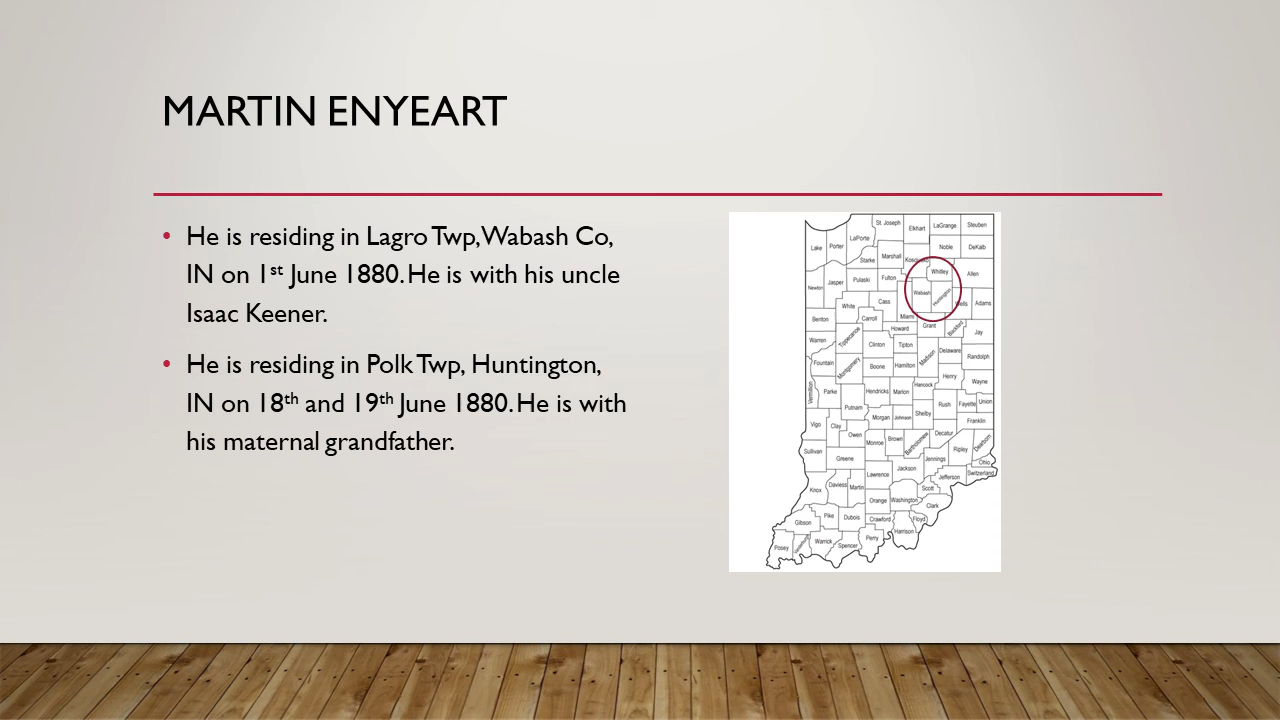 MARTIN ENYEART
• He is residing in Lagro Twp, Wabash Co,
IN on 1st June 1880. He is with his uncle
Isaac Keener.
• He is residing in Polk Twp, Huntington,
IN on 18th and 19th June 1880. He is with
his maternal grandfather.
St. Joseph Elkhart LaGrange Steuben
Lake Porter LaPorte Noble DeKalb
Starke Marshall Kosciusko
Newton Jasper Pulaski Fulton Whitley Allen
White Cass Wabash Huntington Wells Adams
Benton Carroll Miami
Howard Grant Blackford Jay
Warren Tippecanoe Clinton Tipton Madison Delaware Randolph
Fountain Montgomery Boone Hamilton Henry
Vermillion Parke Hendricks Marion Hancock Wayne
Putnam Rush Fayette Union
Morgan Johnson Shelby
Vigo Clay Franklin
Owen Monroe Brown Bartholomew Decatur Dearborn
Sullivan Greene Jennings Ripley Ohio
Lawrence Jackson Jefferson Switzerland
Knox Daviess Martin Scott
Orange Washington Clark
Gibson Pike Dubois Crawford Floyd
Harrison
Posey Warrick Spencer Perry